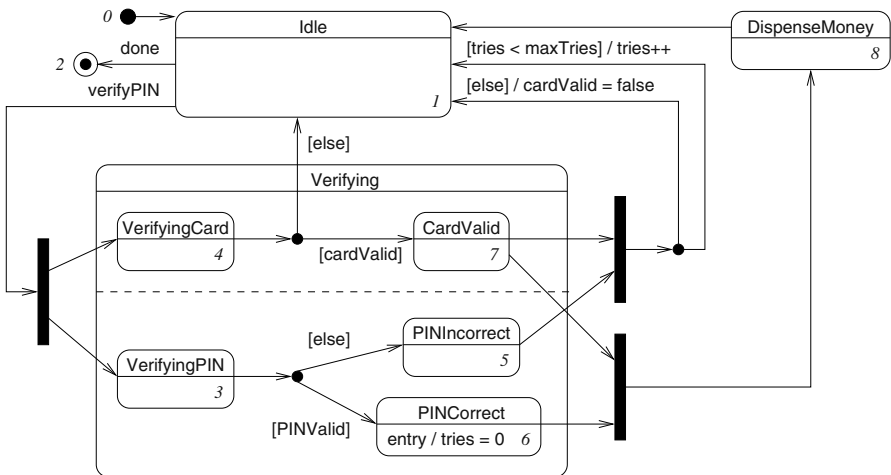 0
Idle
DispenseMoney
8
done
[tries < maxTries] / tries++
2
verifyPIN
[else] / cardValid = false
1
[else]
Verifying
VerifyingCard
4
CardValid
7
[cardValid]
[else]
PINIncorrect
5
VerifyingPIN
3
PINCorrect
[PINValid]
entry / tries = 0
6